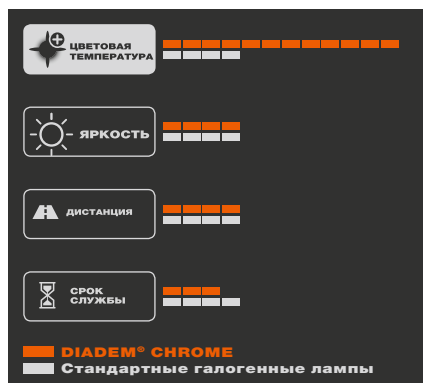 ЦВЕТОВАЯ
ТЕМПЕРАТУРА
ЯРКОСТЬ
ДИСТАНЦИЯ
СРОК
СЛУЖБЫ
DIADEM® CHROME
Стандартные галогенные лампы